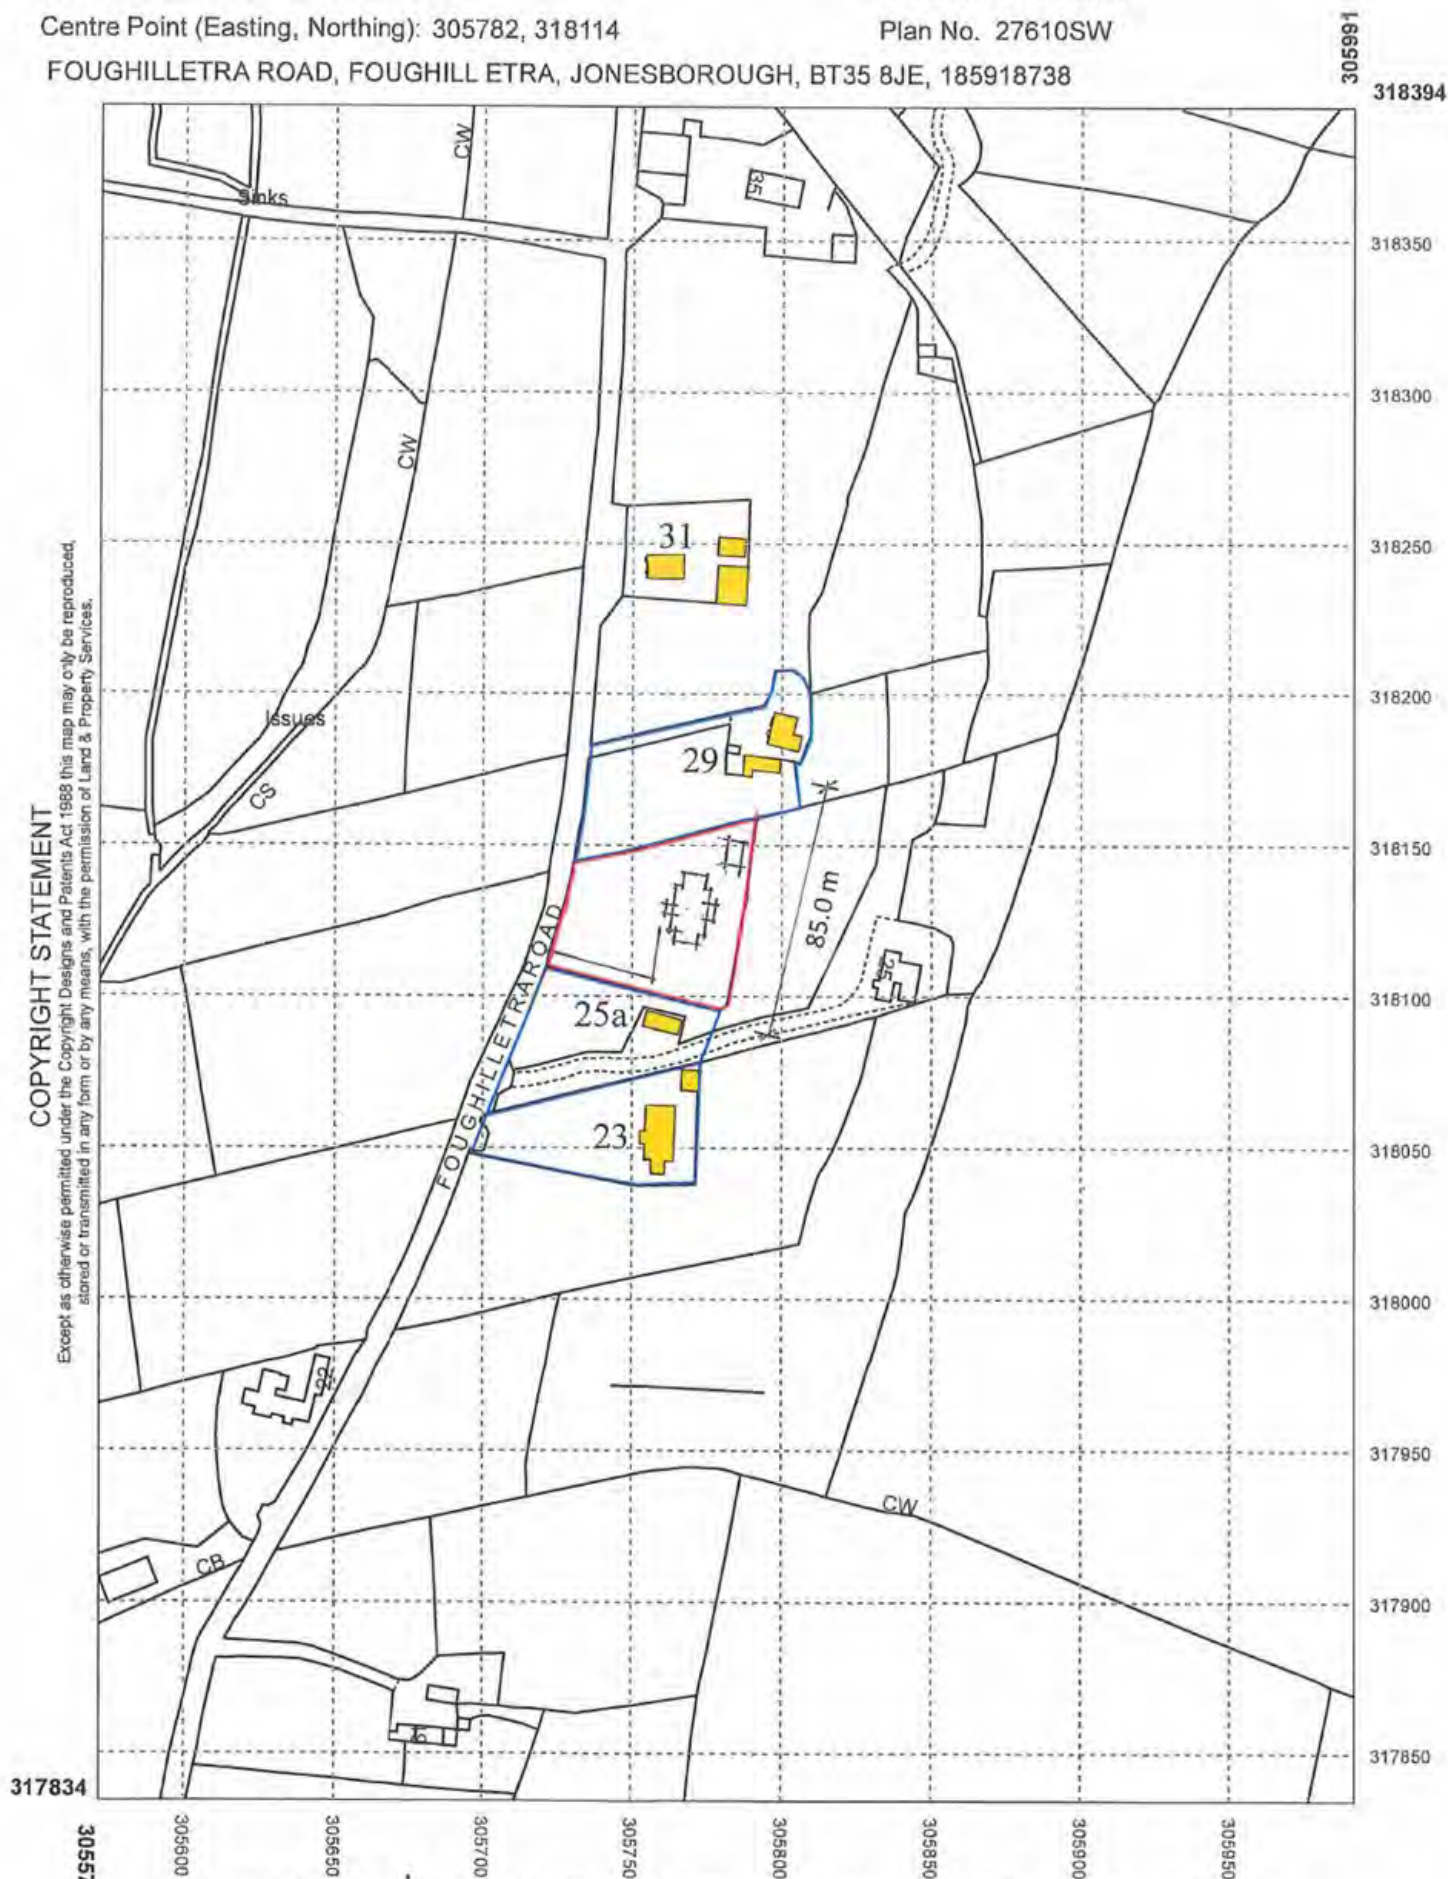 Centre Point (Easting, Northing): 305782, 318114
Plan No. 27610SW
FOUGHILLETRA ROAD, FOUGHILL ETRA, JONESBOROUGH, BT35 8JE, 185918738
305991
318394
CW
Sinks
35
318350
318300
CW
31
318250
318200
Issues
29
CS
318150
85.0 m
25
318100
25a
FOUGHILLETRAROAD
23
318050
318000
22
317950
CW
CB
317900
19
317850
317834
305600
305650
305700
305750
305800
305850
305900
305950
COPYRIGHT STATEMENT
Except as otherwise permitted under the Copyright Designs and Patents Act 1988 this map may only be reproduced,
stored or transmitted in any form or by any means, with the permission of Land & Property Services.